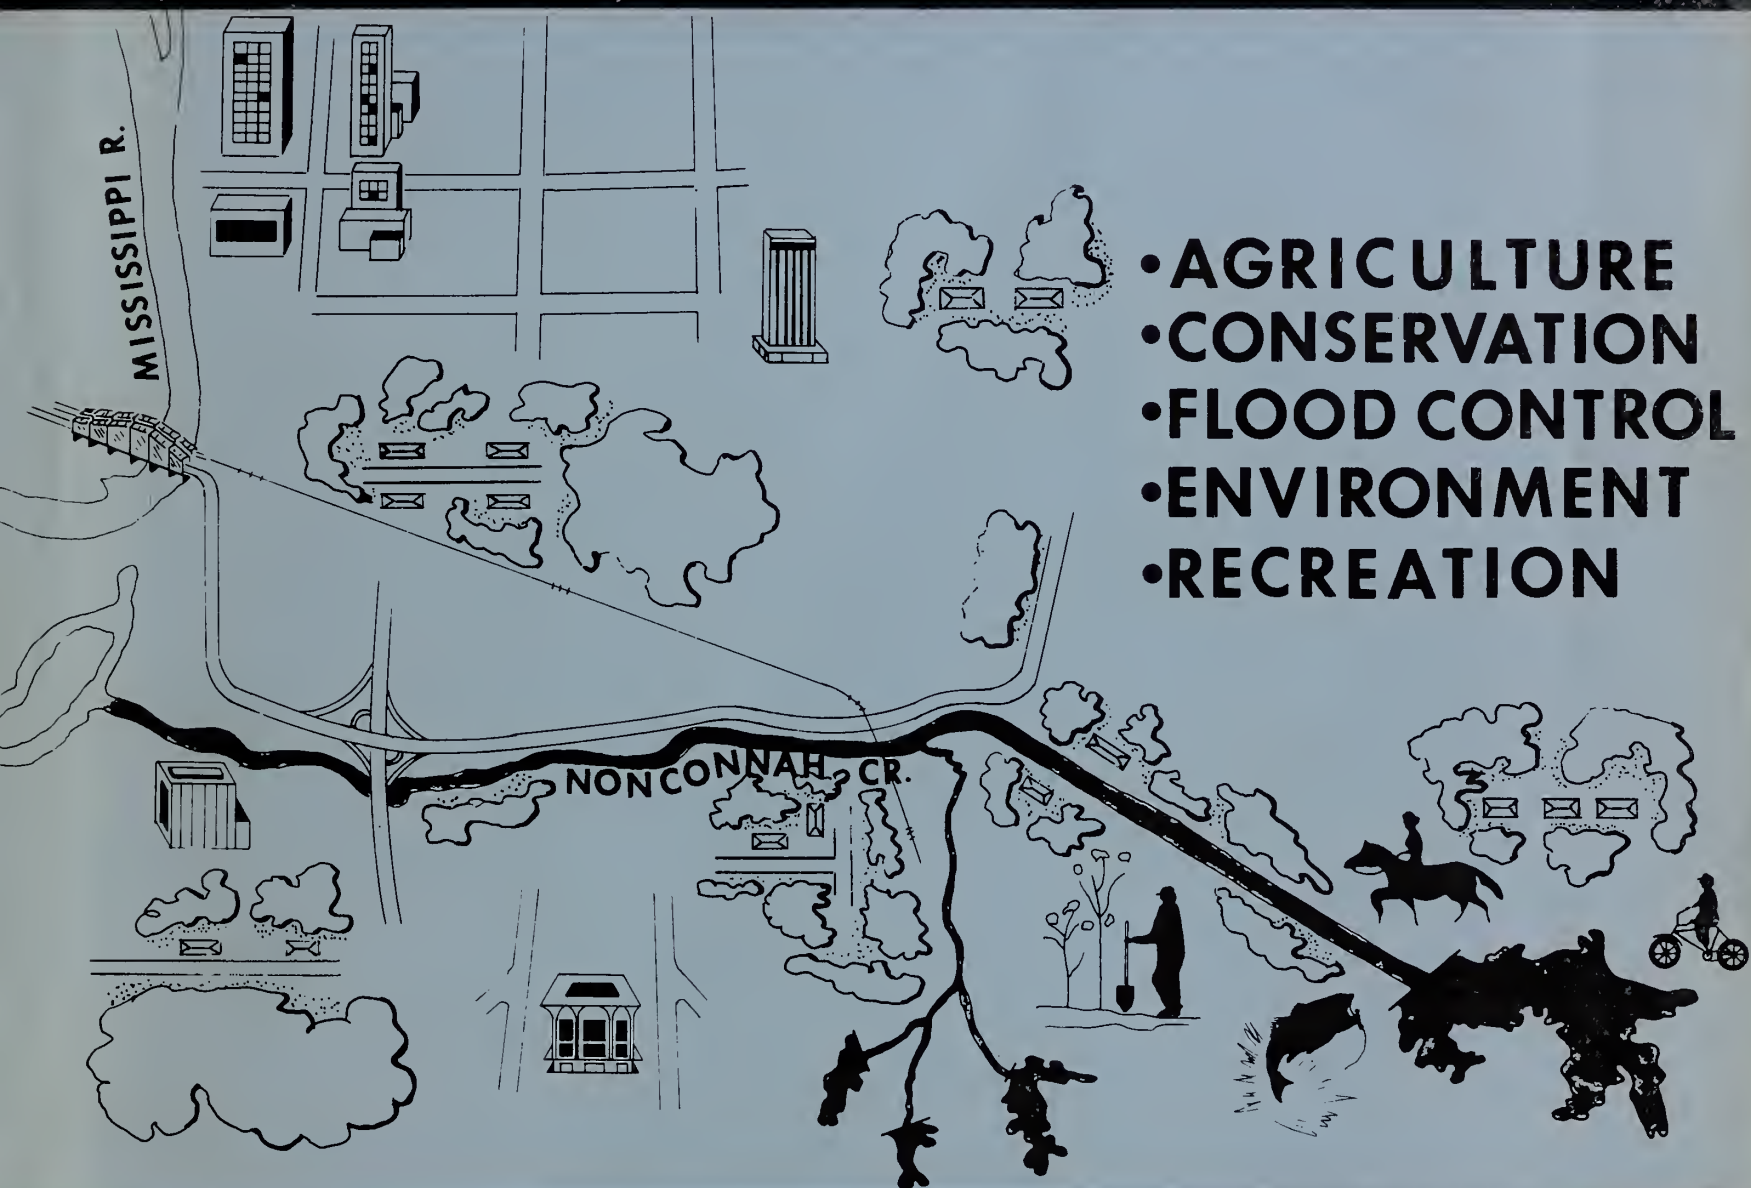 MISSISSIPPI R.
•AGRICULTURE
•CONSERVATION
•FLOOD CONTROL
•ENVIRONMENT
•RECREATION
NONCONNAH CR.